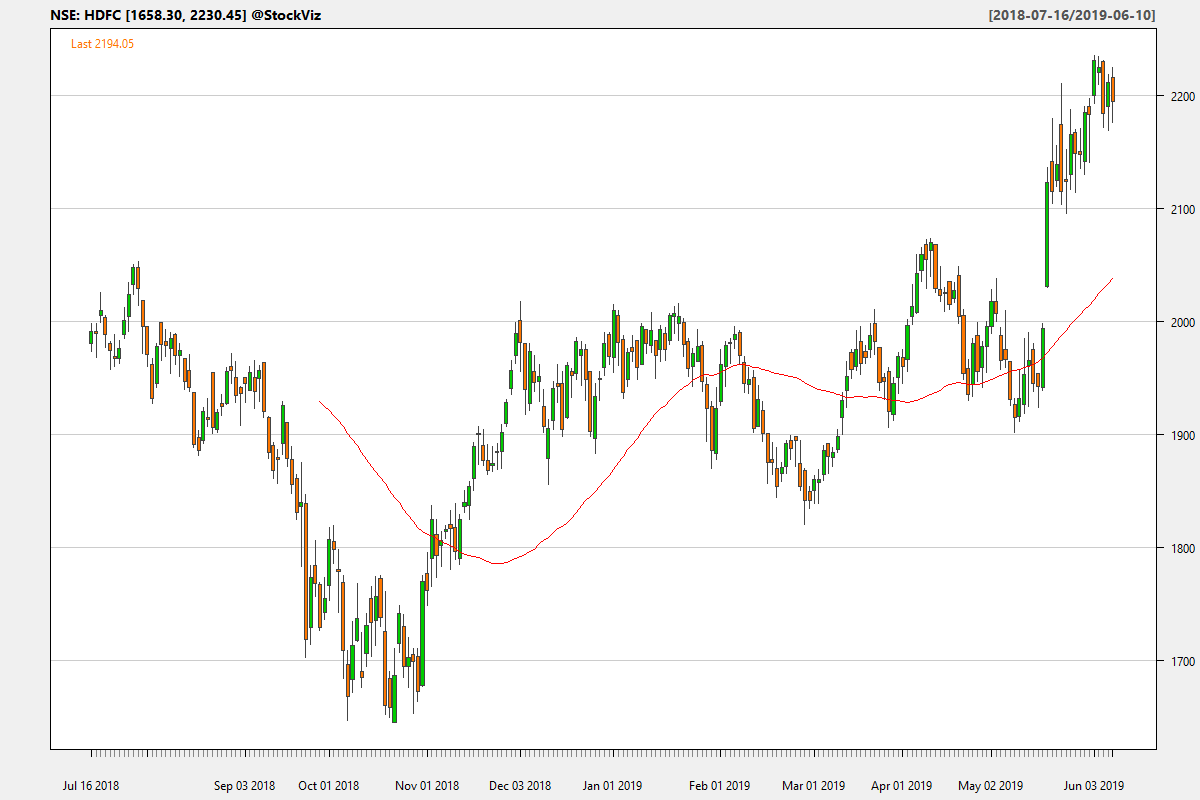 NSE: HDFC [1658.30, 2230.45] @StockViz [2018-07-16/2019-06-10]
Last 2194.05
2200
2100
2000
1900
1800
1700
Jul 16 2018 Sep 03 2018 Oct 01 2018 Nov 01 2018 Dec 03 2018 Jan 01 2019 Feb 01 2019 Mar 01 2019 Apr 01 2019 May 02 2019 Jun 03 2019